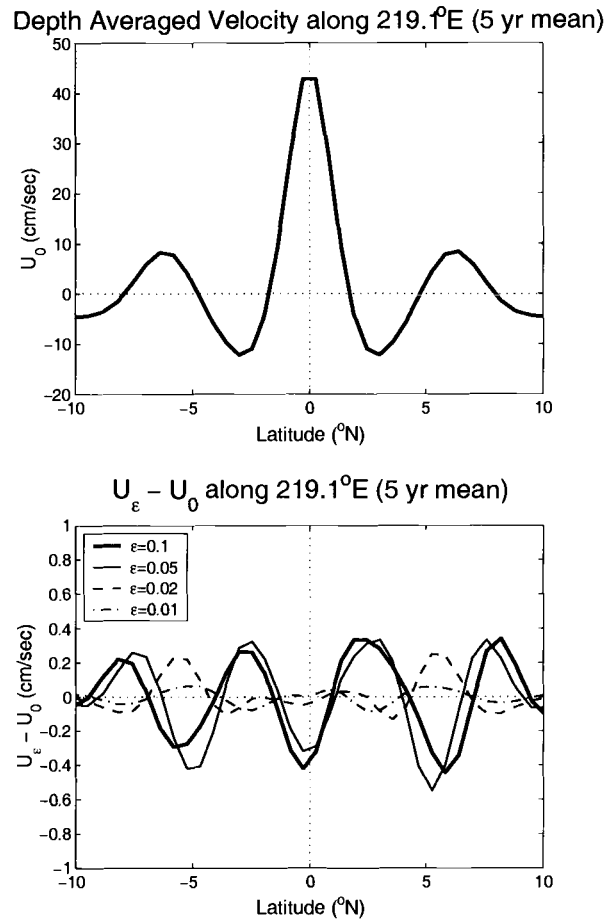 Depth Averaged Velocity along 219.1°E (5 yr mean)
50
40
30
20
10
0
-10
-20
U₀ (cm/sec)
-10 -5 0 5 10
Latitude (°N)
U_ε − U₀ along 219.1°E (5 yr mean)
1
0.8
0.6
0.4
0.2
0
-0.2
-0.4
-0.6
-0.8
-1
U_ε − U₀ (cm/sec)
ε=0.1
ε=0.05
ε=0.02
ε=0.01
-10 -5 0 5 10
Latitude (°N)